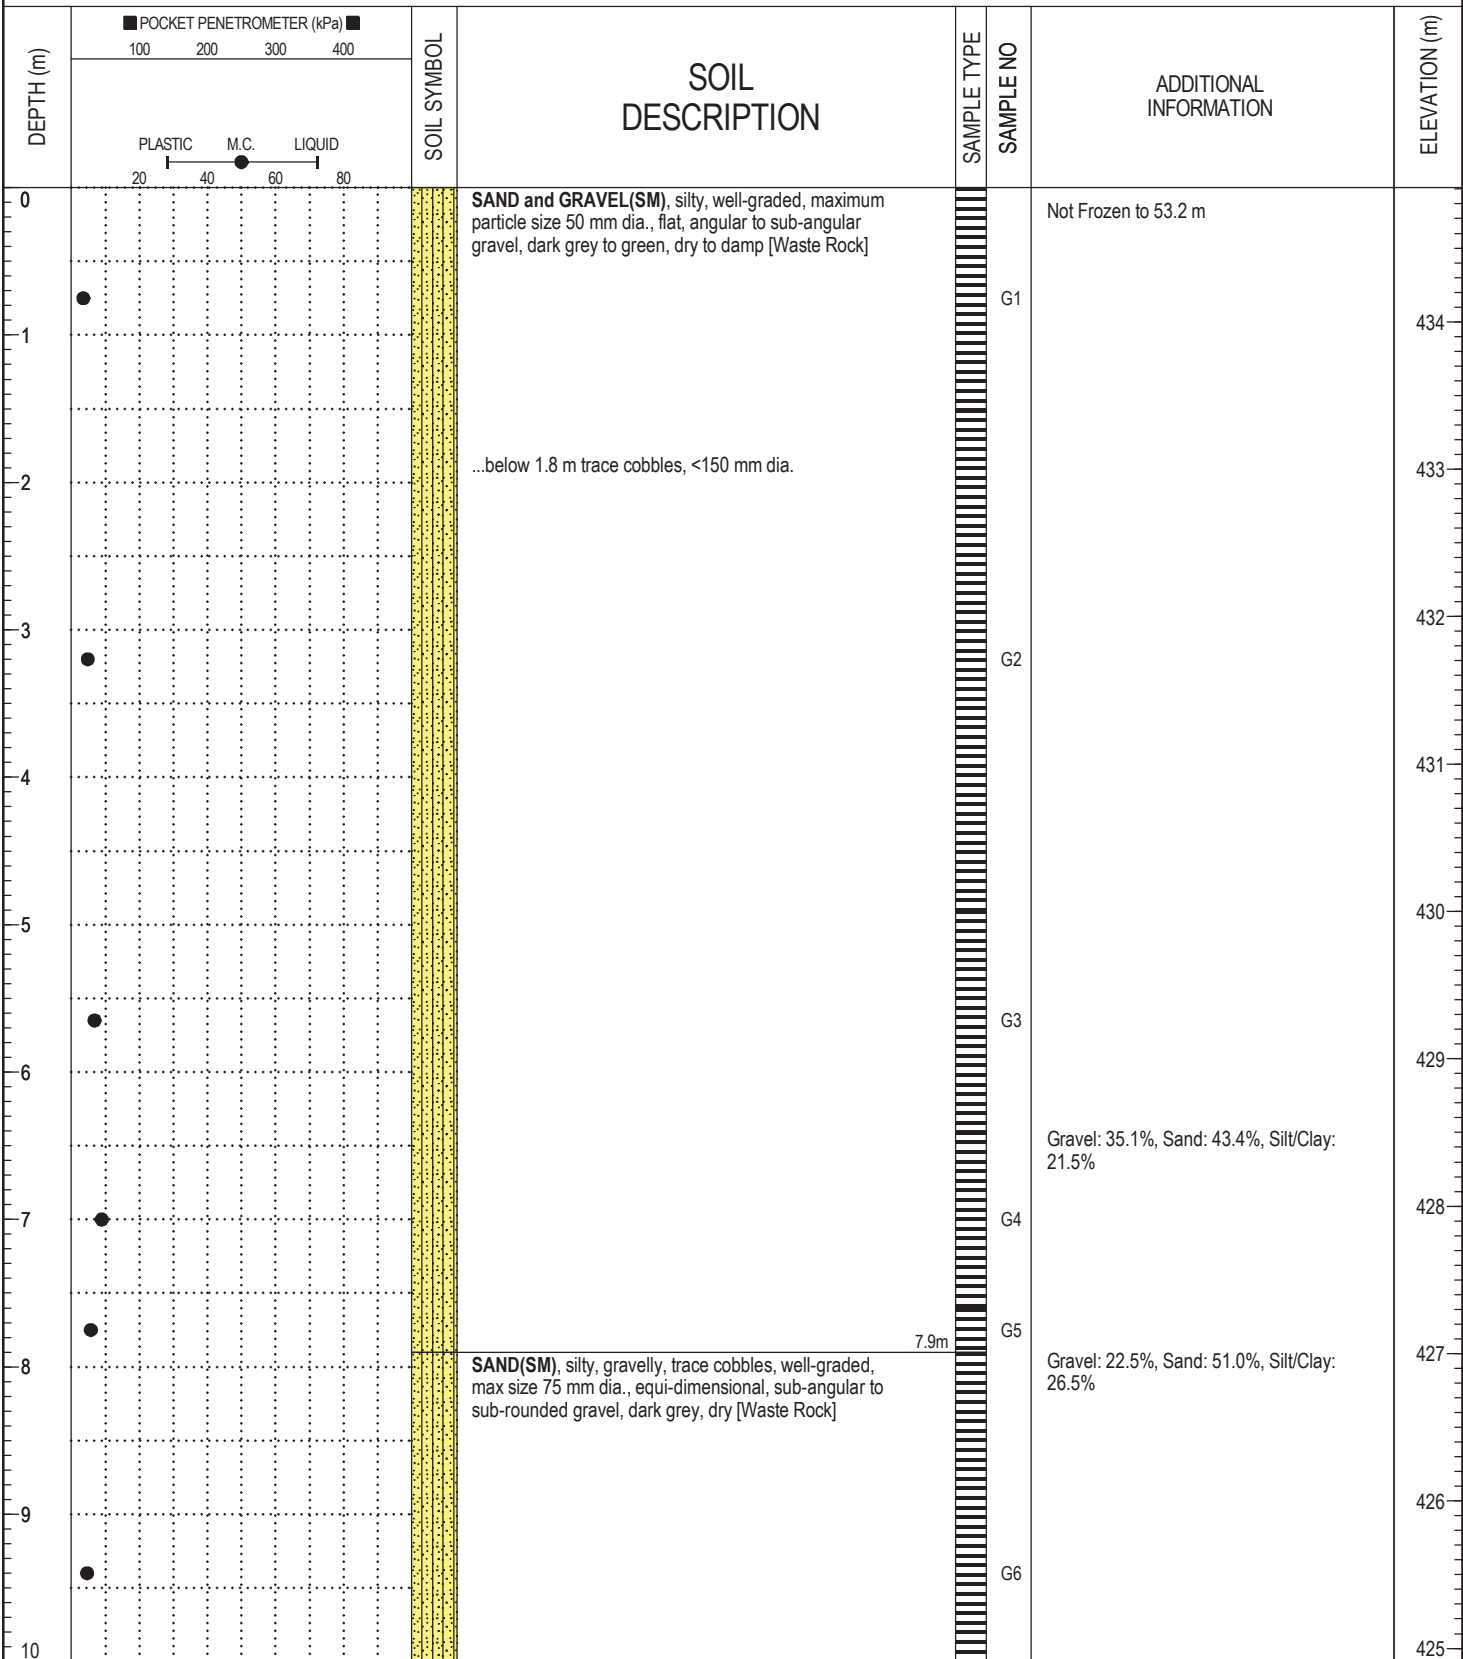 ■ POCKET PENETROMETER (kPa) ■
100 200 300 400
DEPTH (m)
PLASTIC M.C. LIQUID
20 40 60 80
SOIL SYMBOL
SOIL
DESCRIPTION
SAMPLE TYPE
SAMPLE NO
ADDITIONAL
INFORMATION
ELEVATION (m)
0
SAND and GRAVEL(SM), silty, well-graded, maximum
particle size 50 mm dia., flat, angular to sub-angular
gravel, dark grey to green, dry to damp [Waste Rock]
Not Frozen to 53.2 m
G1
434
1
...below 1.8 m trace cobbles, <150 mm dia.
433
2
432
3
G2
431
4
430
5
G3
429
6
Gravel: 35.1%, Sand: 43.4%, Silt/Clay:
21.5%
428
7
G4
G5
7.9m
427
8
SAND(SM), silty, gravelly, trace cobbles, well-graded,
max size 75 mm dia., equi-dimensional, sub-angular to
sub-rounded gravel, dark grey, dry [Waste Rock]
Gravel: 22.5%, Sand: 51.0%, Silt/Clay:
26.5%
426
9
G6
10
425